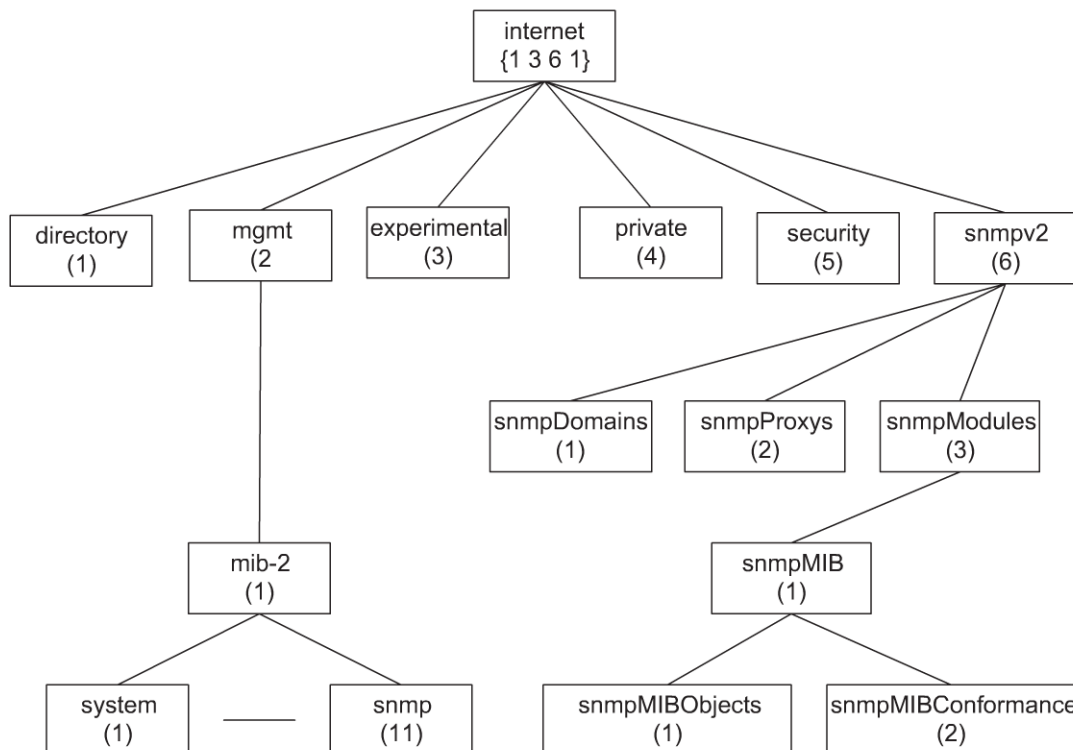 internet
{1 3 6 1}
directory
(1)
mgmt
(2
experimental
(3)
private
(4)
security
(5)
snmpv2
(6)
snmpDomains
(1)
snmpProxys
(2)
snmpModules
(3)
mib-2
(1)
snmpMIB
(1)
system
(1)
snmp
(11)
snmpMIBObjects
(1)
snmpMIBConformance
(2)